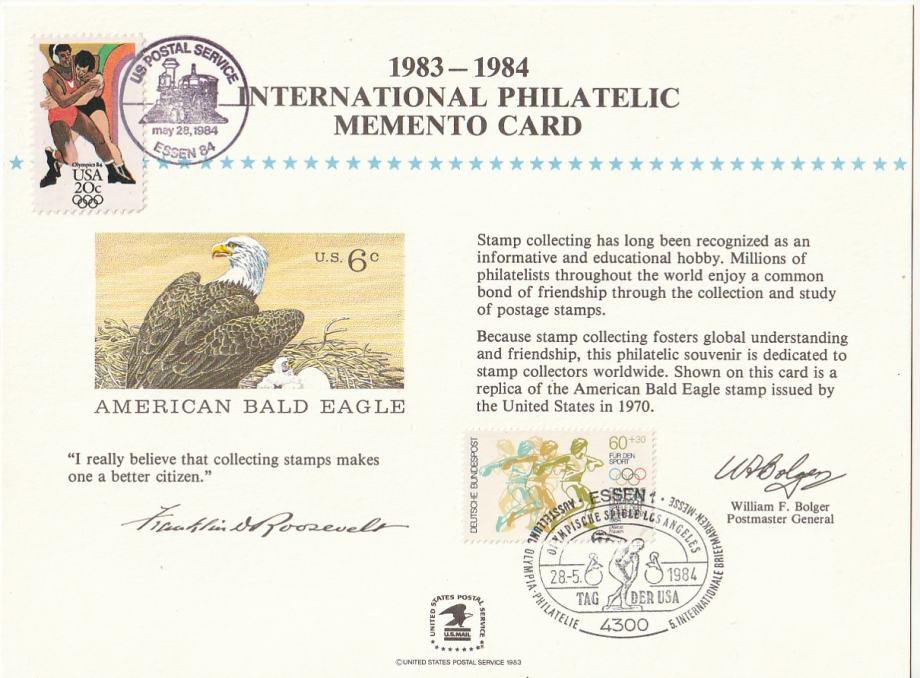 1983 – 1984
INTERNATIONAL PHILATELIC
MEMENTO CARD
US POSTAL SERVICE
may 28, 1984
ESSEN 84
Olympics 84
USA
20c
U.S. 6c
AMERICAN BALD EAGLE
Stamp collecting has long been recognized as an
informative and educational hobby. Millions of
philatelists throughout the world enjoy a common
bond of friendship through the collection and study
of postage stamps.
Because stamp collecting fosters global understanding
and friendship, this philatelic souvenir is dedicated to
stamp collectors worldwide. Shown on this card is a
replica of the American Bald Eagle stamp issued by
the United States in 1970.
“I really believe that collecting stamps makes
one a better citizen.”
Franklin D Roosevelt
DEUTSCHE BUNDESPOST
60+30
FÜR DEN
SPORT
W F Bolger
William F. Bolger
Postmaster General
ESSEN 1
AUSSTELLUNG OLYMPIA-PHILATELIE
5. INTERNATIONALE BRIEFMARKEN-MESSE
OLYMPISCHE SPIELE LOS ANGELES
28.-5. 1984
TAG DER USA
4300
UNITED STATES POSTAL SERVICE
U.S.MAIL
© UNITED STATES POSTAL SERVICE 1983